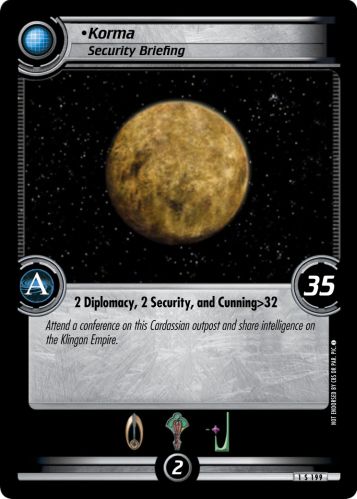 •Korma
Security Briefing
A
35
2 Diplomacy, 2 Security, and Cunning>32
Attend a conference on this Cardassian outpost and share intelligence on
the Klingon Empire.
NOT ENDORSED BY CBS OR PAR. PIC.
2
1 S 199